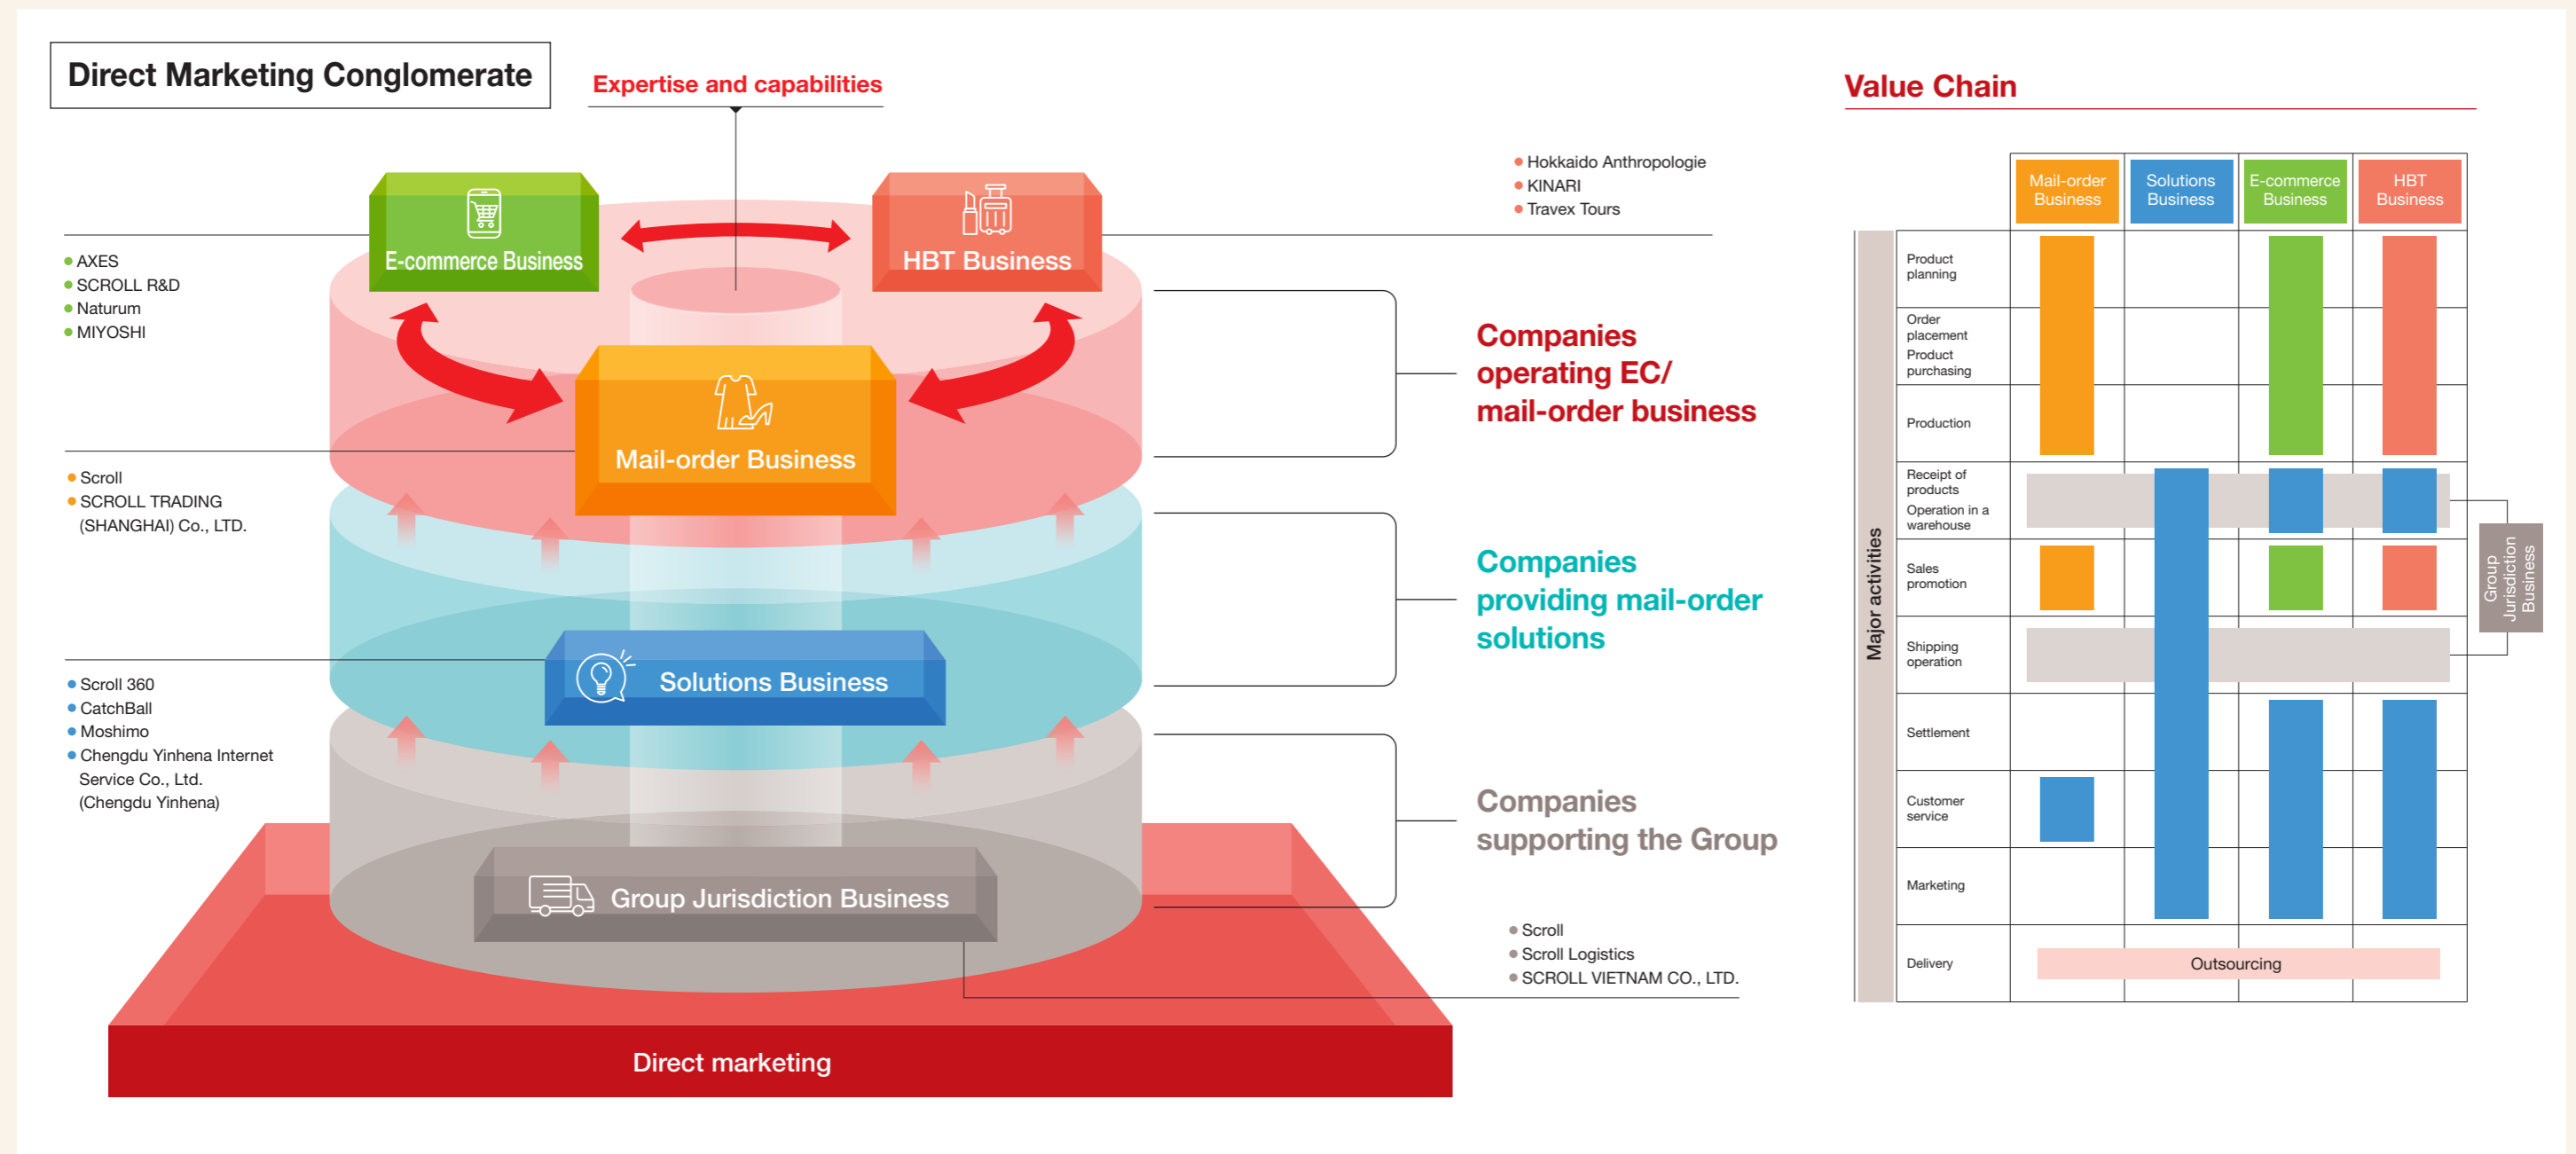 Direct Marketing Conglomerate
Expertise and capabilities
E-commerce Business
HBT Business
Mail-order Business
Solutions Business
Group Jurisdiction Business
Direct marketing
AXES
SCROLL R&D
Naturum
MIYOSHI
Scroll
SCROLL TRADING
(SHANGHAI) Co., LTD.
Scroll 360
CatchBall
Moshimo
Chengdu Yinhena Internet
Service Co., Ltd.
(Chengdu Yinhena)
Hokkaido Anthropologie
KINARI
Travex Tours
Companies
operating EC/
mail-order business
Companies
providing mail-order
solutions
Companies
supporting the Group
Scroll
Scroll Logistics
SCROLL VIETNAM CO., LTD.
Value Chain
Mail-order
Business
Solutions
Business
E-commerce
Business
HBT
Business
Major activities
Product
planning
Order
placement
Product
purchasing
Production
Receipt of
products
Operation in a
warehouse
Sales
promotion
Shipping
operation
Settlement
Customer
service
Marketing
Delivery
Outsourcing
Group
Jurisdiction
Business